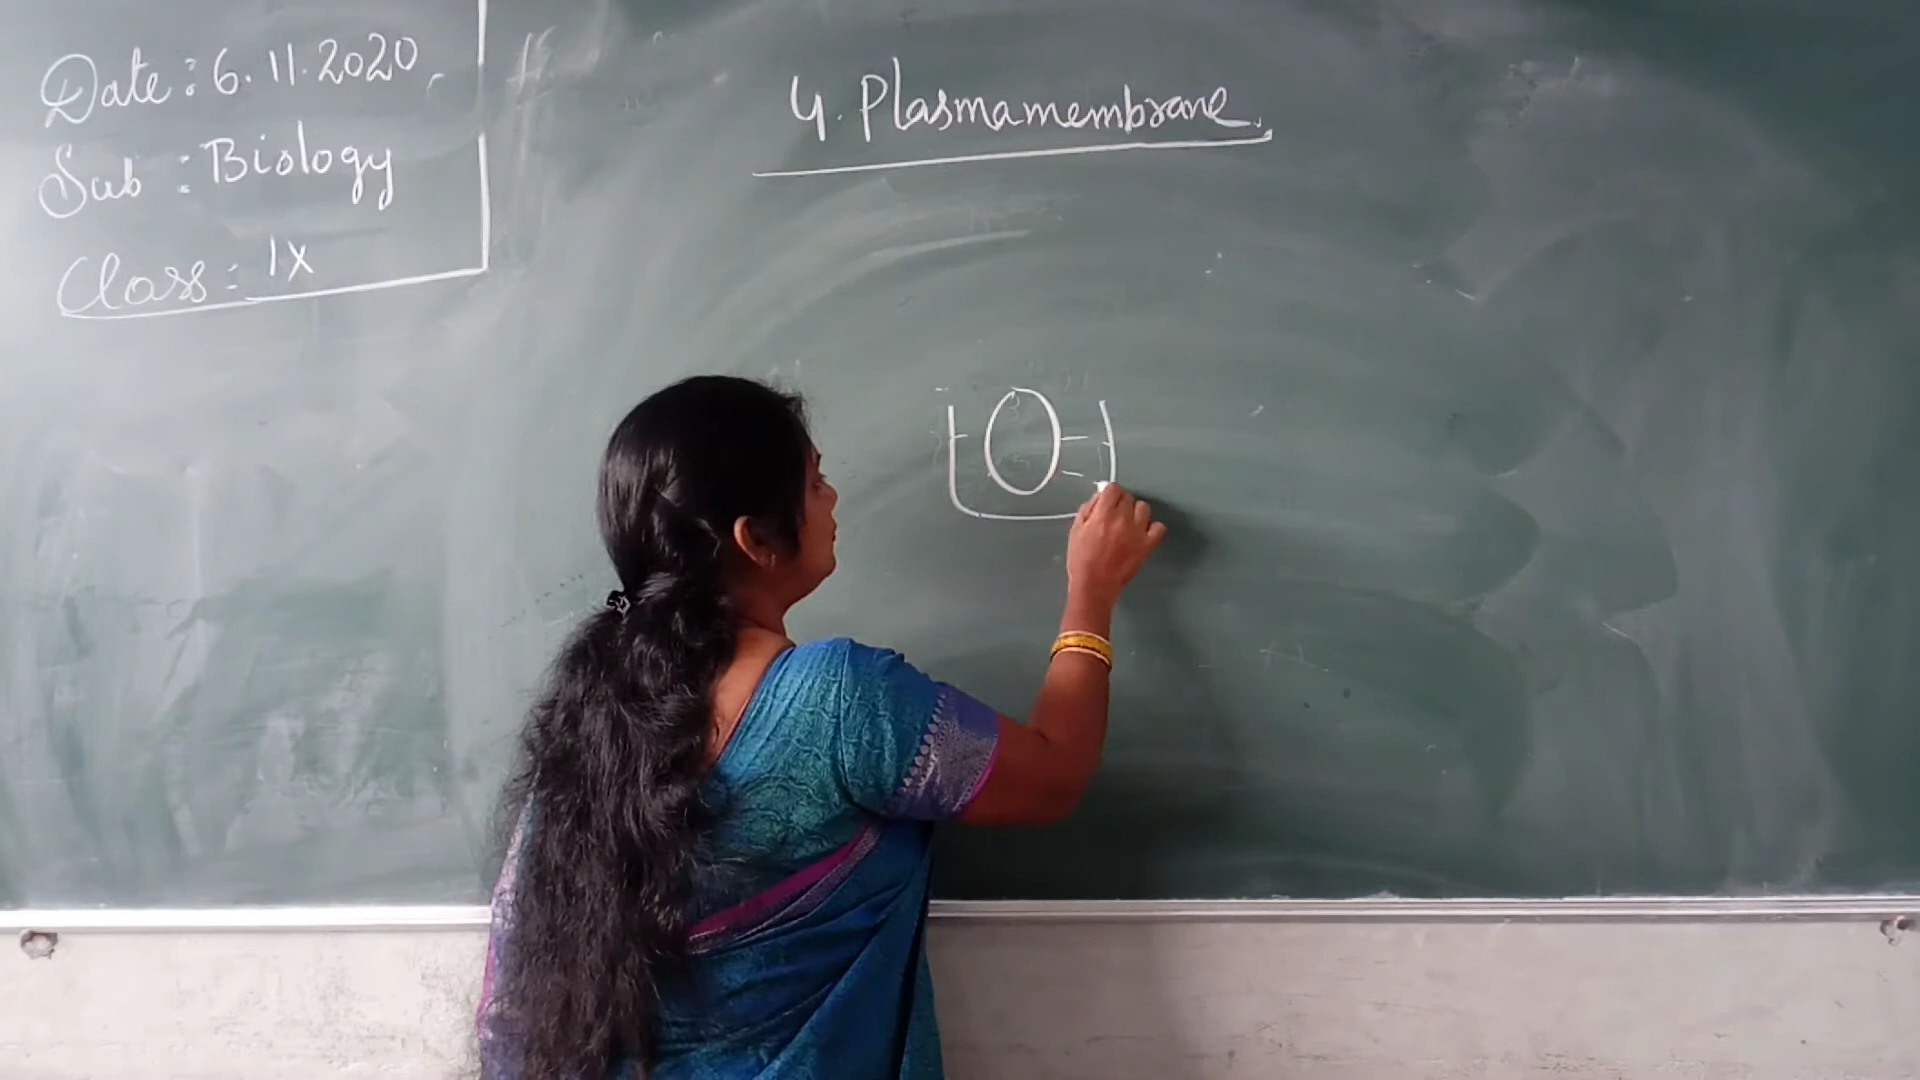 Date: 6.11.2020.
Sub : Biology
Class: IX
4. Plasmamembrane.